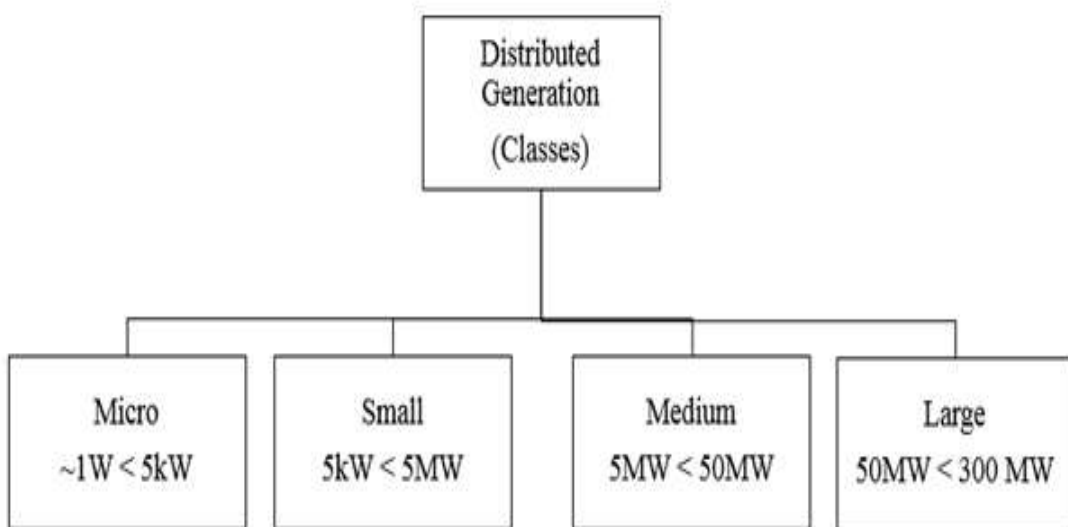 Distributed
Generation
(Classes)
Micro
~1W < 5kW
Small
5kW < 5MW
Medium
5MW < 50MW
Large
50MW < 300 MW